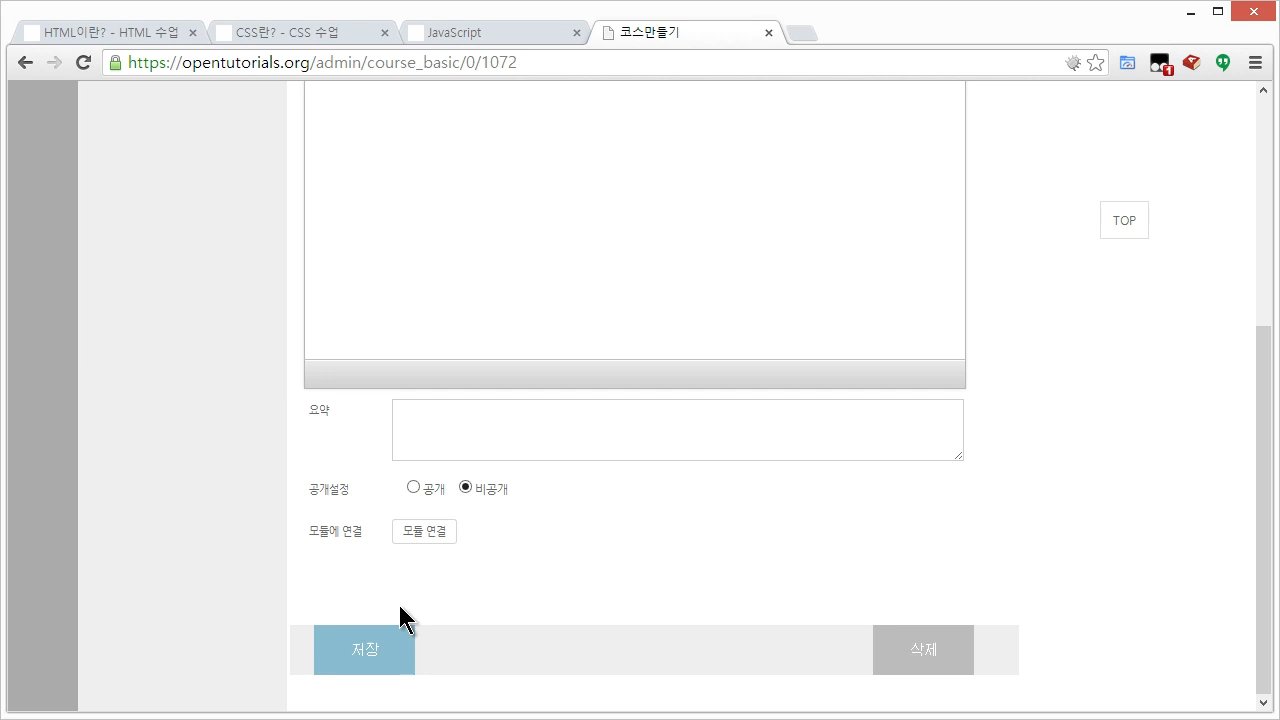 HTML이란? - HTML 수업
CSS란? - CSS 수업
JavaScript
코스만들기
https://opentutorials.org/admin/course_basic/0/1072
1
TOP
요약
공개설정 공개 비공개
모듈에 연결 모듈 연결
저장 삭제